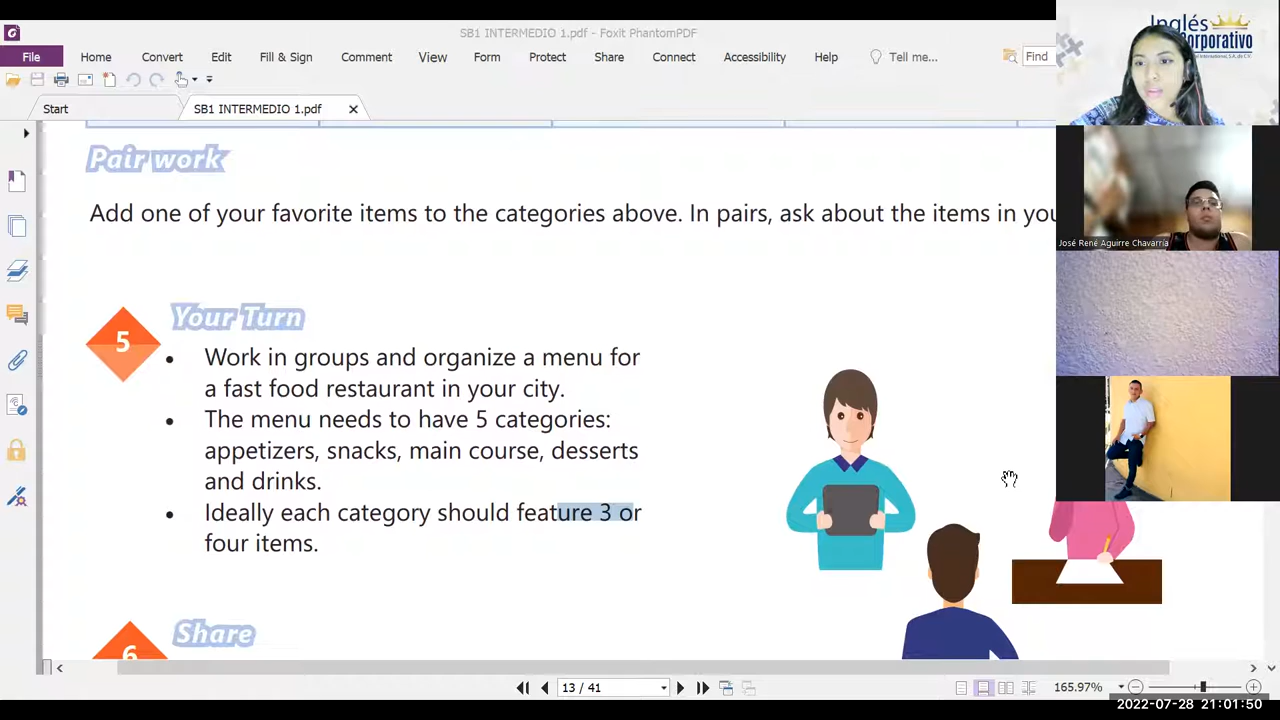 SB1 INTERMEDIO 1.pdf - Foxit PhantomPDF
File Home Convert Edit Fill & Sign Comment View Form Protect Share Connect Accessibility Help Tell me... Find
Start SB1 INTERMEDIO 1.pdf
Inglés
Corporativo
José René Aguirre Chavarría
Pair work
Add one of your favorite items to the categories above. In pairs, ask about the items in you
5
Your Turn
• Work in groups and organize a menu for
a fast food restaurant in your city.
• The menu needs to have 5 categories:
appetizers, snacks, main course, desserts
and drinks.
• Ideally each category should feature 3 or
four items.
6
Share
13 / 41
165.97%
2022-07-28 21:01:50